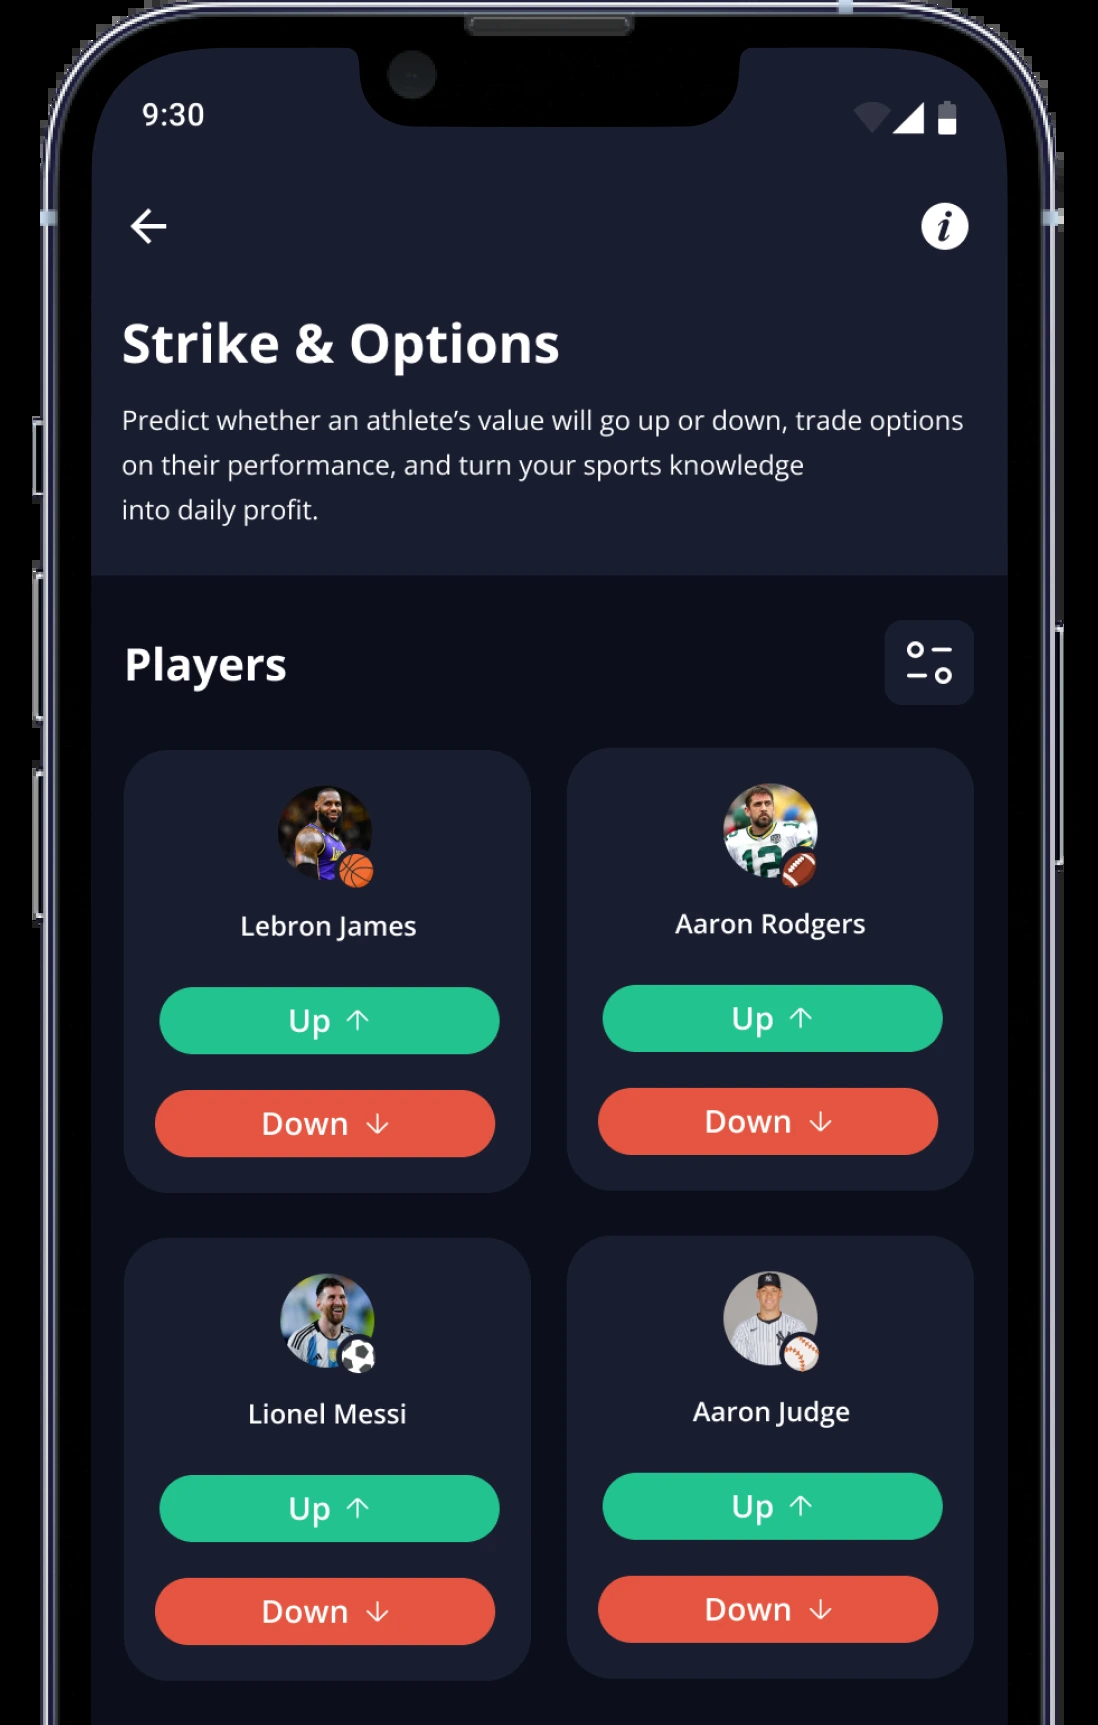 9:30
i
Strike & Options
Predict whether an athlete’s value will go up or down, trade options
on their performance, and turn your sports knowledge
into daily profit.
Players
Lebron James
Up ↑
Down ↓
Aaron Rodgers
12
Up ↑
Down ↓
Lionel Messi
Up ↑
Down ↓
Aaron Judge
Up ↑
Down ↓